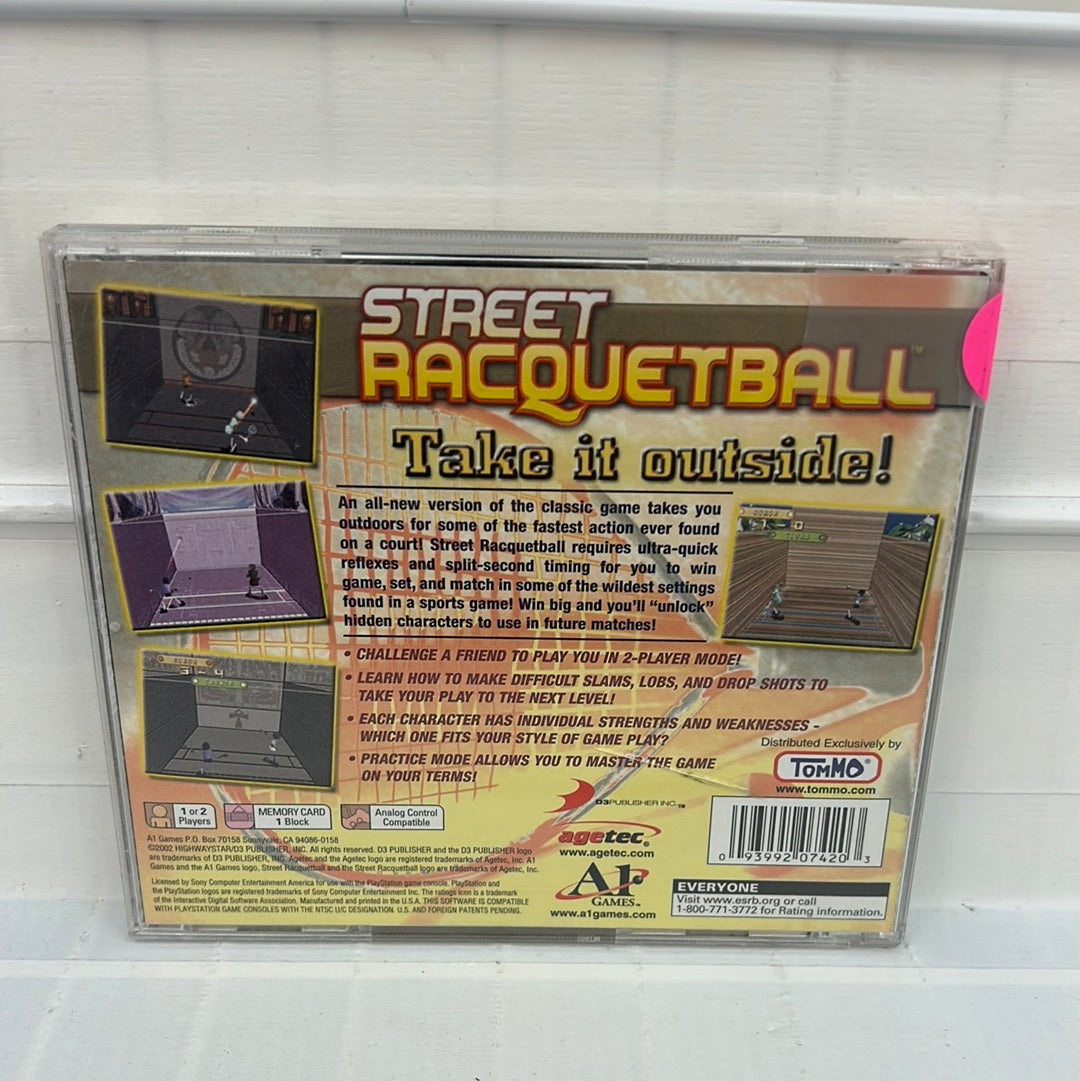 STREET
RACQUETBALL™
Take it outside!
An all-new version of the classic game takes you
outdoors for some of the fastest action ever found
on a court! Street Racquetball requires ultra-quick
reflexes and split-second timing for you to win
game, set, and match in some of the wildest settings
found in a sports game! Win big and you'll "unlock"
hidden characters to use in future matches!
• CHALLENGE A FRIEND TO PLAY YOU IN 2-PLAYER MODE!
• LEARN HOW TO MAKE DIFFICULT SLAMS, LOBS, AND DROP SHOTS TO
TAKE YOUR PLAY TO THE NEXT LEVEL!
• EACH CHARACTER HAS INDIVIDUAL STRENGTHS AND WEAKNESSES -
WHICH ONE FITS YOUR STYLE OF GAME PLAY?
• PRACTICE MODE ALLOWS YOU TO MASTER THE GAME
ON YOUR TERMS!
Distributed Exclusively by
TOMMO
www.tommo.com
1 or 2
Players
MEMORY CARD
1 Block
Analog Control
Compatible
D3PUBLISHER INC.™
agetec®
www.agetec.com
A1
GAMES™
www.a1games.com
0 93992 07420 3
EVERYONE
Visit www.esrb.org or call
1-800-771-3772 for Rating information.
A1 Games P.O. Box 70158 Sunnyvale, CA 94086-0158
©2002 HIGHWAYSTAR/D3 PUBLISHER, INC. All rights reserved. D3 PUBLISHER and the D3 PUBLISHER logo
are trademarks of D3 PUBLISHER, INC. Agetec and the Agetec logo are registered trademarks of Agetec, Inc. A1
Games and the A1 Games logo, Street Racquetball and the Street Racquetball logo are trademarks of Agetec, Inc.
Licensed by Sony Computer Entertainment America for use with the PlayStation game console. PlayStation and
the PlayStation logos are registered trademarks of Sony Computer Entertainment Inc. The ratings icon is a trademark
of the Interactive Digital Software Association. Manufactured and printed in the U.S.A. THIS SOFTWARE IS COMPATIBLE
WITH PLAYSTATION GAME CONSOLES WITH THE NTSC U/C DESIGNATION. U.S. AND FOREIGN PATENTS PENDING.